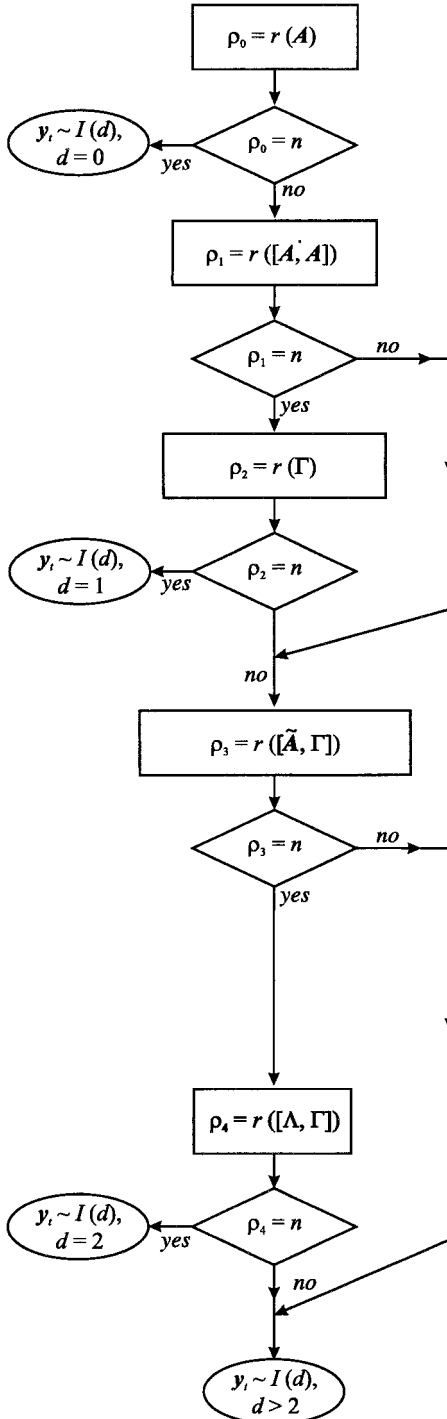 ρ₀ = r (A)
ρ₀ = n
yes
yₜ ~ I (d),
d = 0
no
ρ₁ = r ([Ȧ, A])
ρ₁ = n
no
yes
ρ₂ = r (Γ)
ρ₂ = n
yes
yₜ ~ I (d),
d = 1
no
ρ₃ = r ([Ã, Γ])
ρ₃ = n
no
yes
ρ₄ = r ([Λ, Γ])
ρ₄ = n
yes
yₜ ~ I (d),
d = 2
no
yₜ ~ I (d),
d > 2